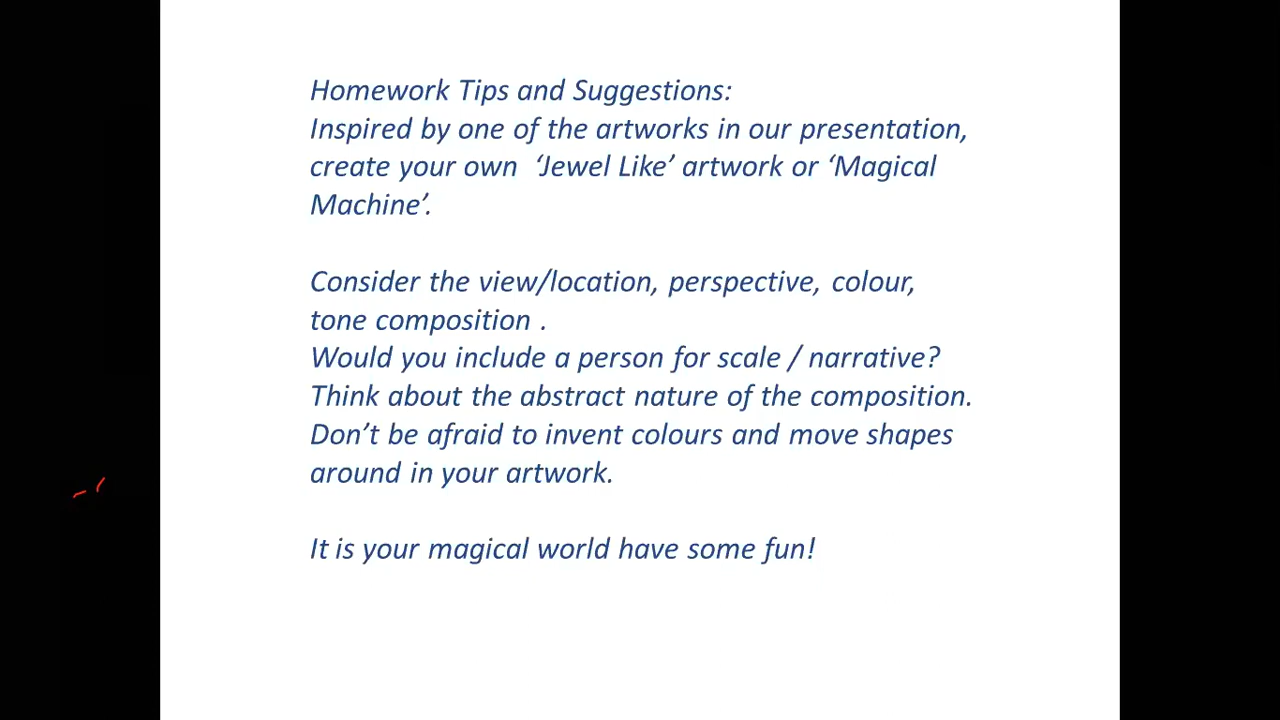 Homework Tips and Suggestions:
Inspired by one of the artworks in our presentation,
create your own  ‘Jewel Like’ artwork or ‘Magical
Machine’.
Consider the view/location, perspective, colour,
tone composition .
Would you include a person for scale / narrative?
Think about the abstract nature of the composition.
Don’t be afraid to invent colours and move shapes
around in your artwork.
It is your magical world have some fun!